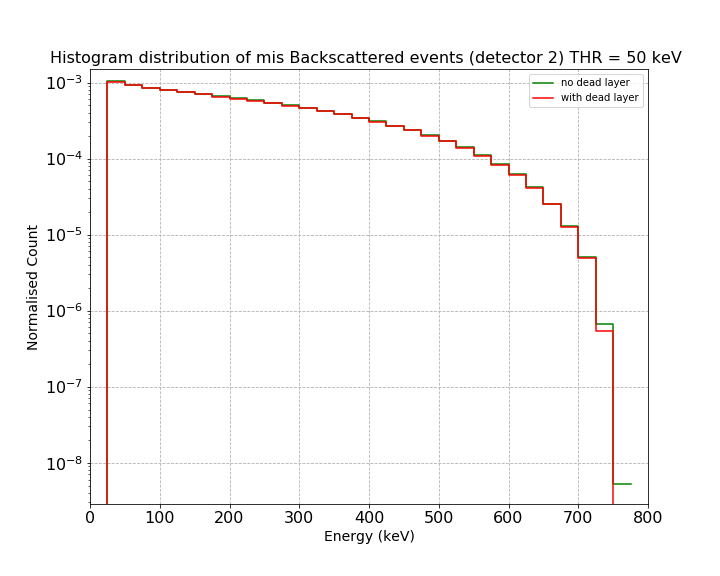 Histogram distribution of mis Backscattered events (detector 2) THR = 50 keV
no dead layer
with dead layer
Normalised Count
10⁻³
10⁻⁴
10⁻⁵
10⁻⁶
10⁻⁷
10⁻⁸
0 100 200 300 400 500 600 700 800
Energy (keV)